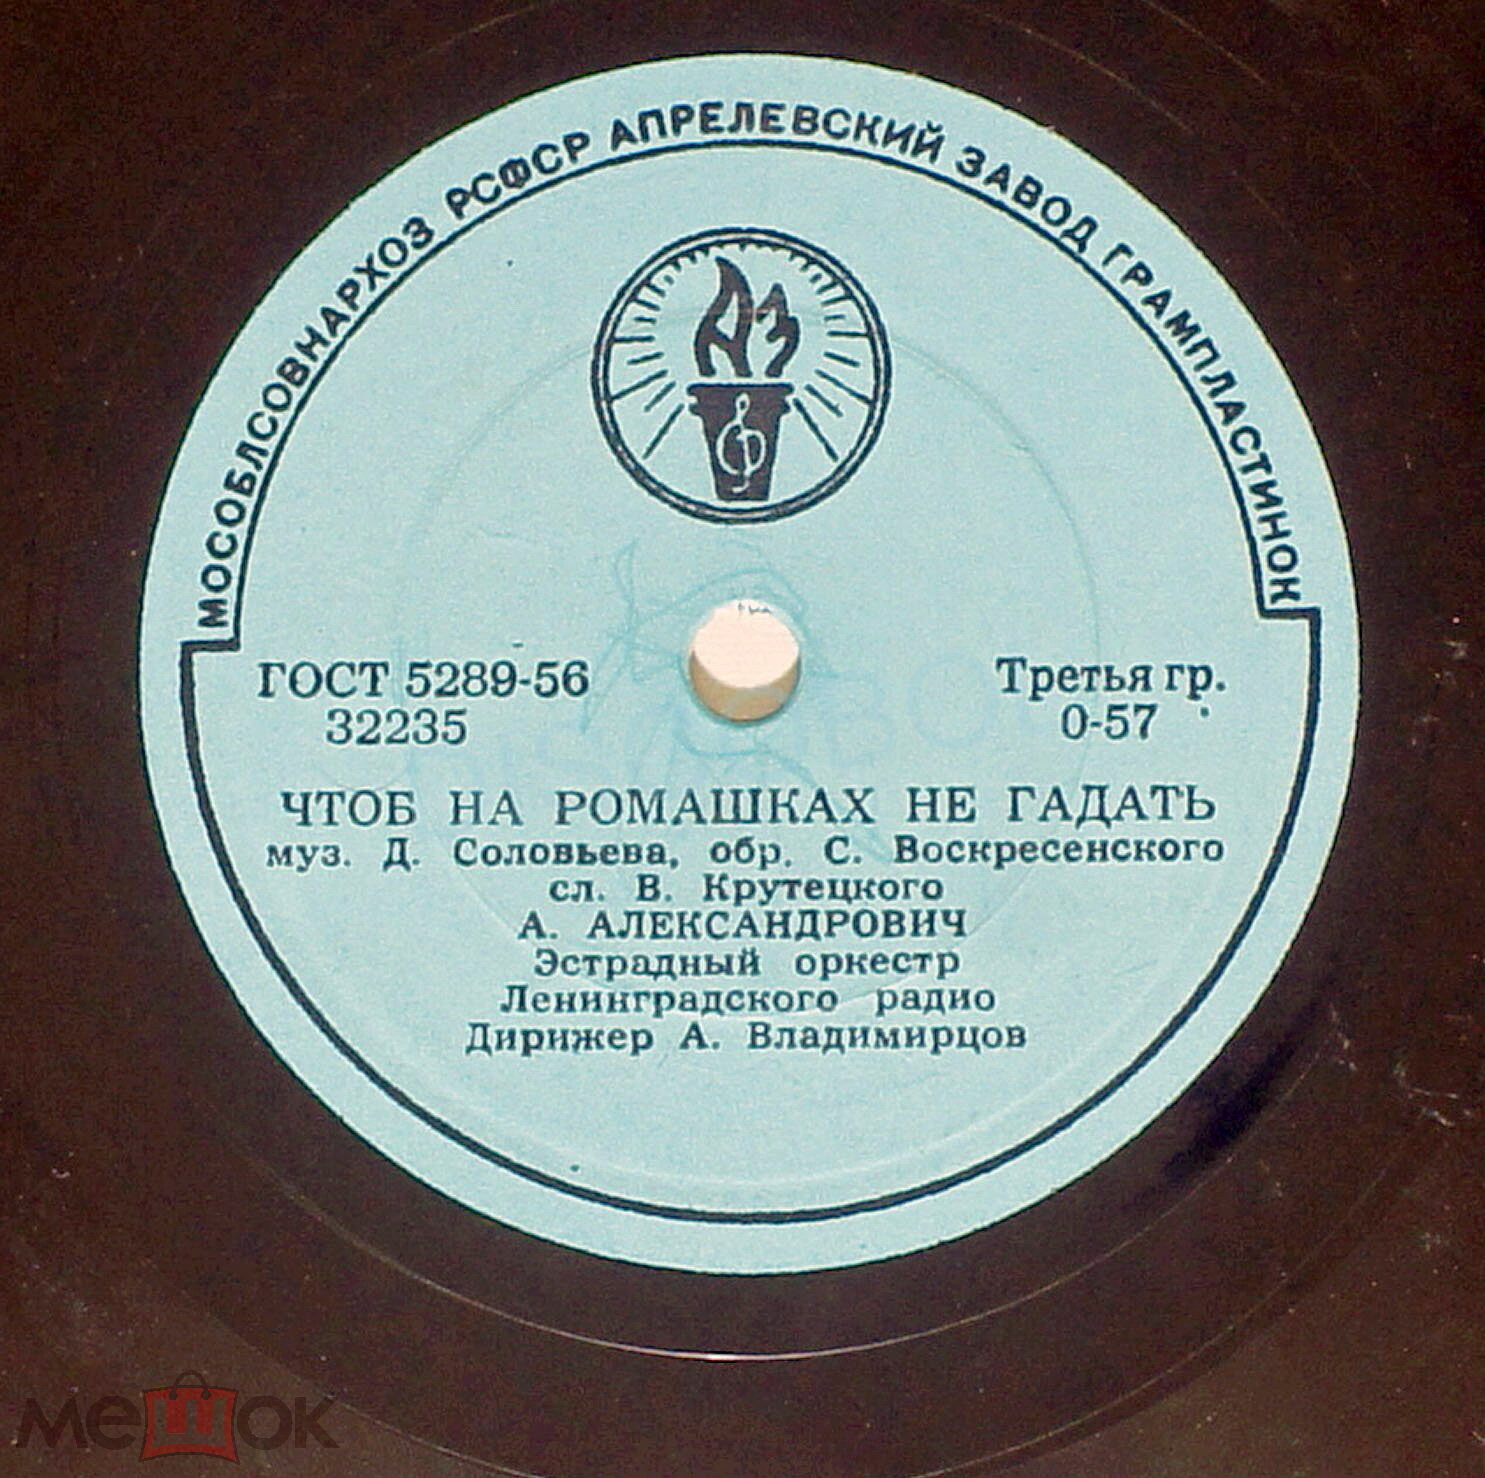 МОСОБЛСОВНАРХОЗ РСФСР АПРЕЛЕВСКИЙ ЗАВОД ГРАМПЛАСТИНОК
АЗ
ГОСТ 5289-56
32235
Третья гр.
0-57
ЧТОБ НА РОМАШКАХ НЕ ГАДАТЬ
муз. Д. Соловьева, обр. С. Воскресенского
сл. В. Крутецкого
А. АЛЕКСАНДРОВИЧ
Эстрадный оркестр
Ленинградского радио
Дирижер А. Владимирцов
мешок